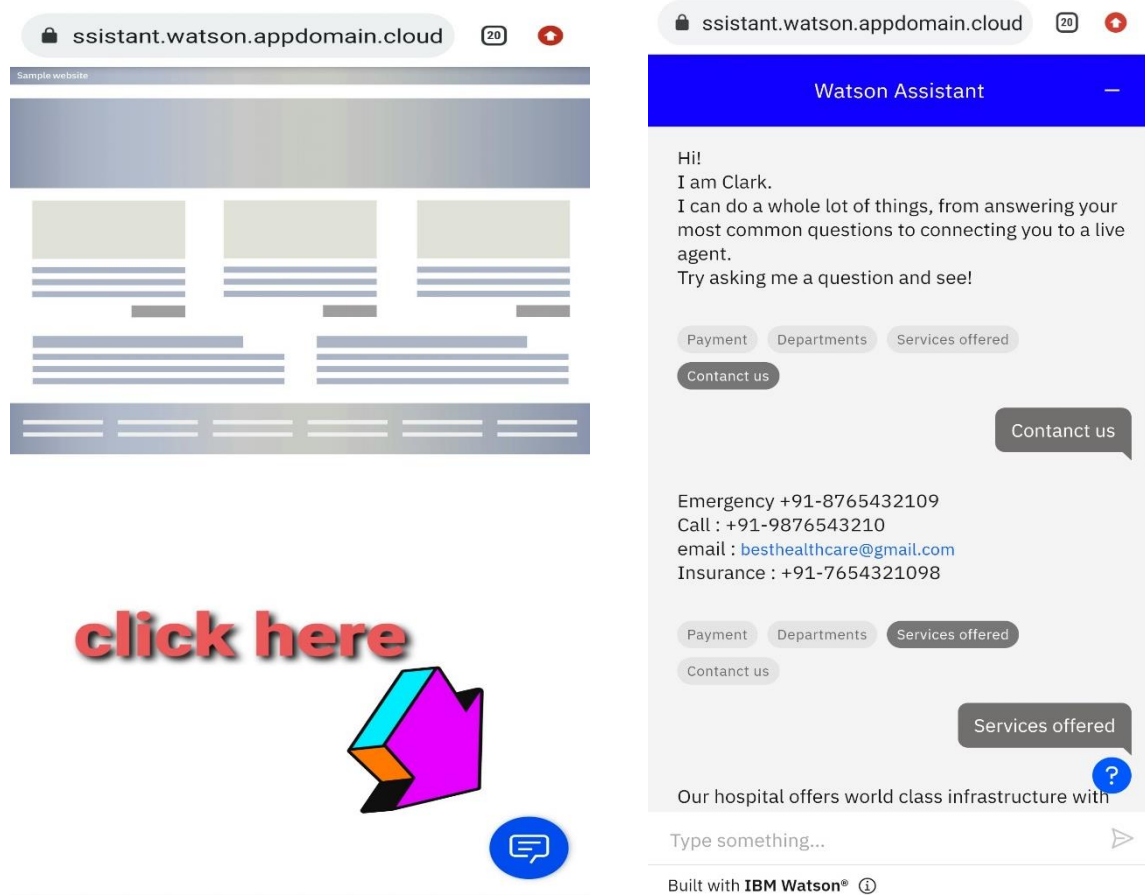 ssistant.watson.appdomain.cloud
20
Sample website
click here
ssistant.watson.appdomain.cloud
20
Watson Assistant
Hi!
I am Clark.
I can do a whole lot of things, from answering your
most common questions to connecting you to a live
agent.
Try asking me a question and see!
Payment Departments Services offered
Contanct us
Contanct us
Emergency +91-8765432109
Call : +91-9876543210
email : besthealthcare@gmail.com
Insurance : +91-7654321098
Payment Departments Services offered
Contanct us
Services offered
?
Our hospital offers world class infrastructure with
Type something...
Built with IBM Watson®